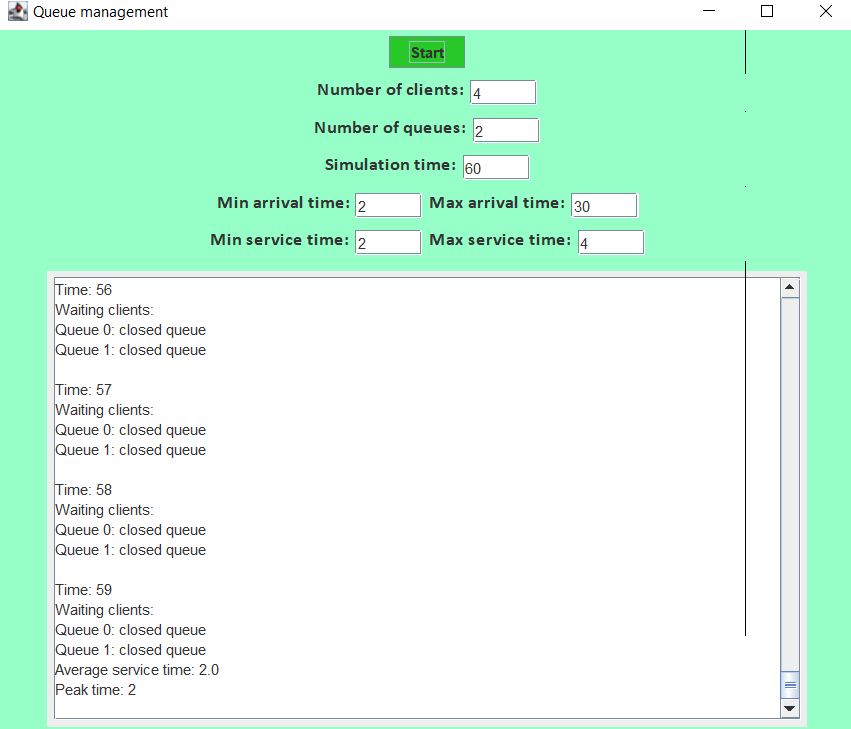 Queue management
Start
Number of clients: 4
Number of queues: 2
Simulation time: 60
Min arrival time: 2 Max arrival time: 30
Min service time: 2 Max service time: 4
Time: 56
Waiting clients:
Queue 0: closed queue
Queue 1: closed queue
Time: 57
Waiting clients:
Queue 0: closed queue
Queue 1: closed queue
Time: 58
Waiting clients:
Queue 0: closed queue
Queue 1: closed queue
Time: 59
Waiting clients:
Queue 0: closed queue
Queue 1: closed queue
Average service time: 2.0
Peak time: 2